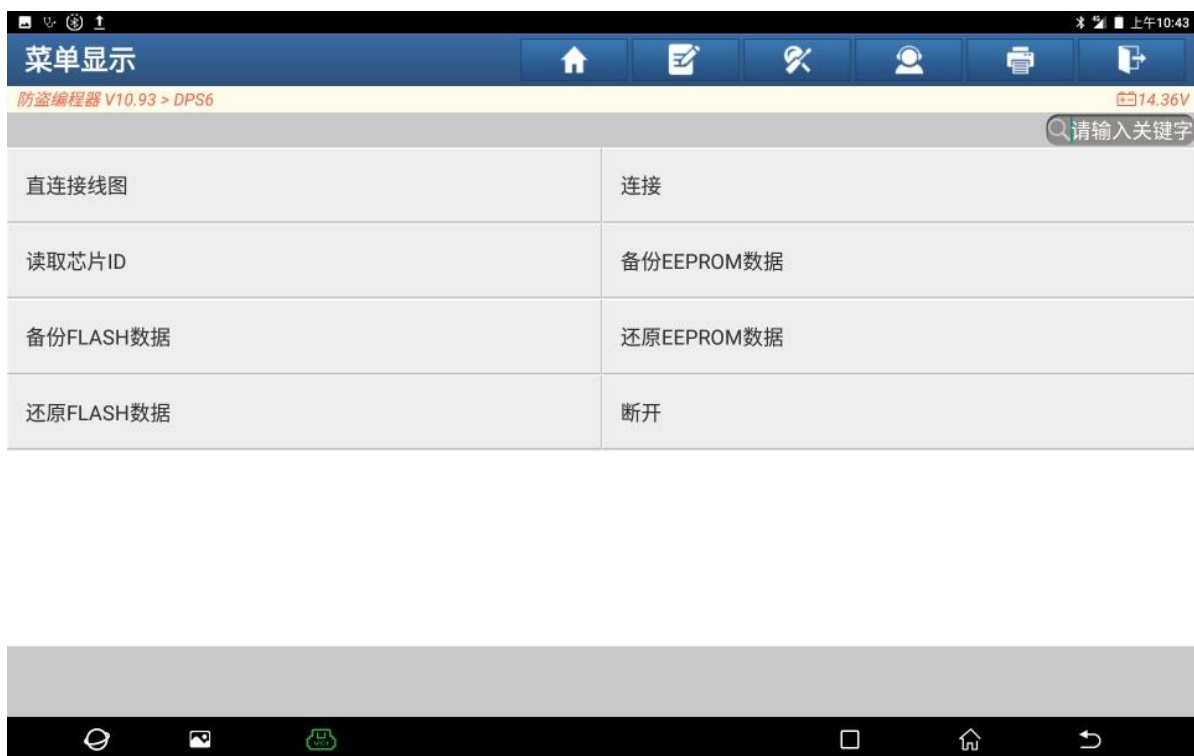 上午10:43
菜单显示
防盗编程器 V10.93 > DPS6
14.36V
请输入关键字
直连接线图
连接
读取芯片ID
备份EEPROM数据
备份FLASH数据
还原EEPROM数据
还原FLASH数据
断开
VCI